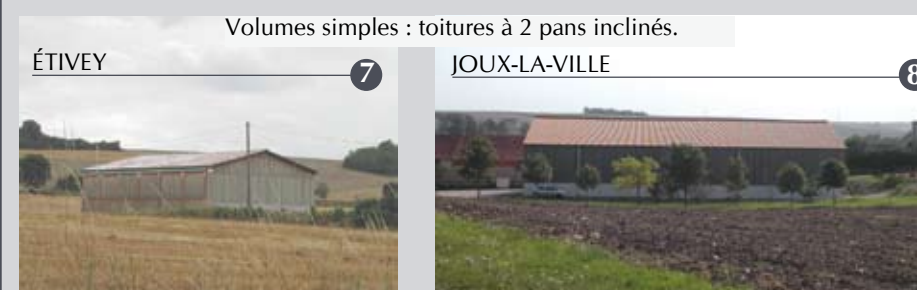 Volumes simples : toitures à 2 pans inclinés.
ÉTIVEY
7
JOUX-LA-VILLE
8